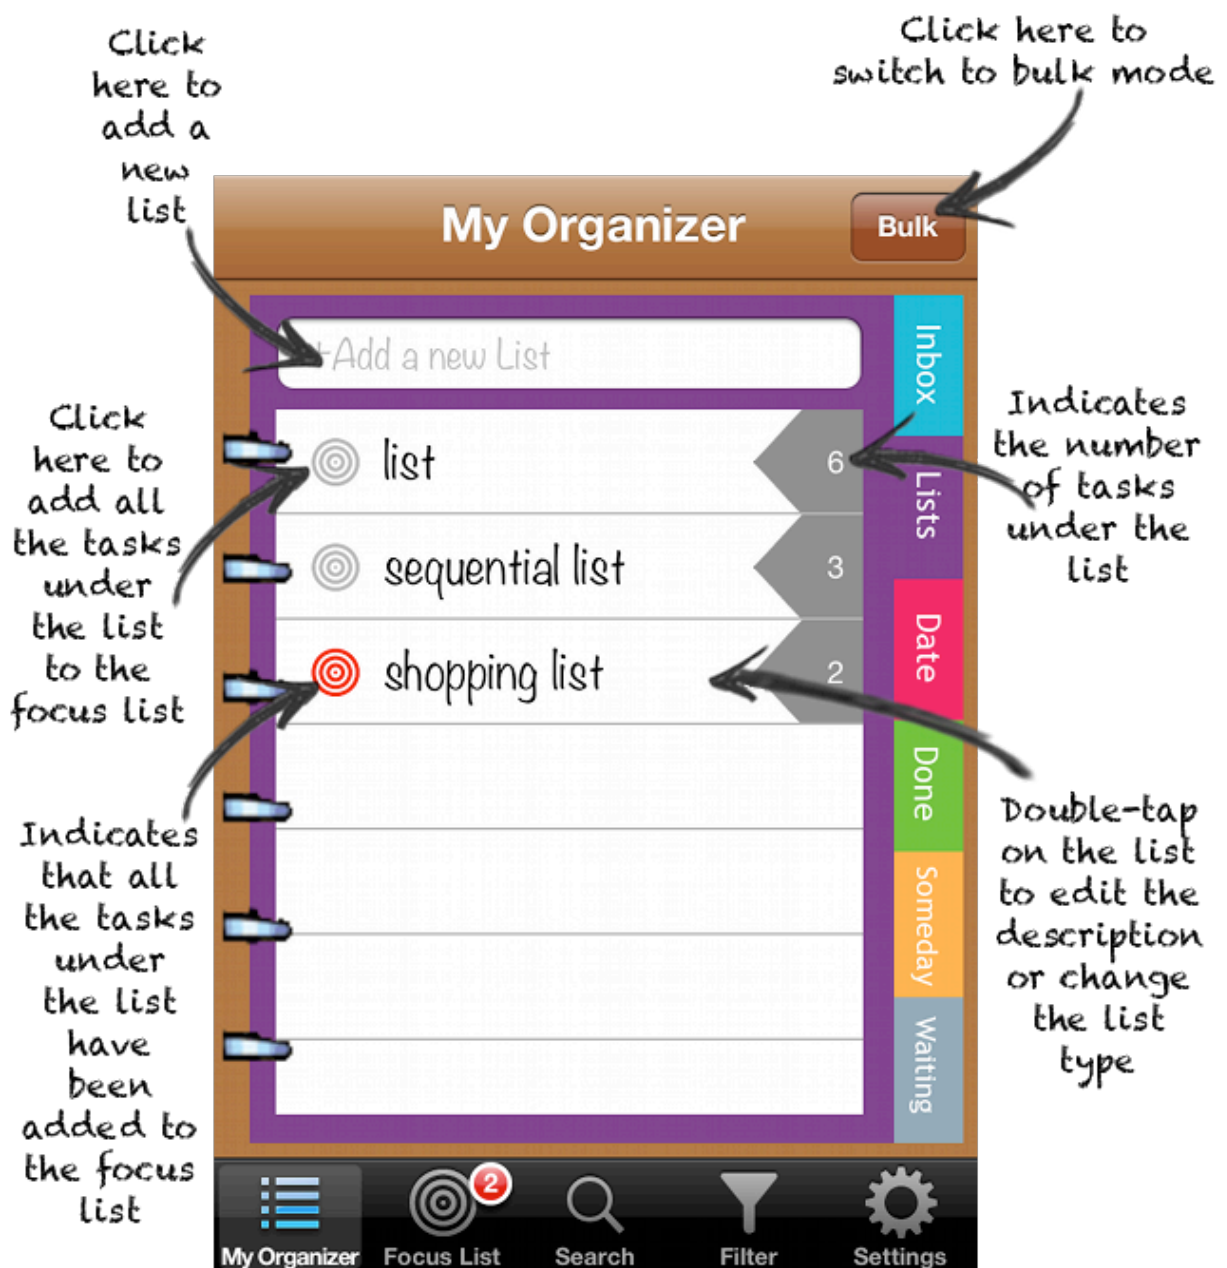 Click
here to
add a
new
list
Click here to
switch to bulk mode
My Organizer
Bulk
+Add a new List
list
6
sequential list
3
shopping list
2
Inbox
Lists
Date
Done
Someday
Waiting
Click
here to
add all
the tasks
under
the list
to the
focus list
Indicates
the number
of tasks
under the
list
Indicates
that all
the tasks
under
the list
have
been
added to
the focus
list
Double-tap
on the list
to edit the
description
or change
the list
type
My Organizer
2
Focus List
Search
Filter
Settings